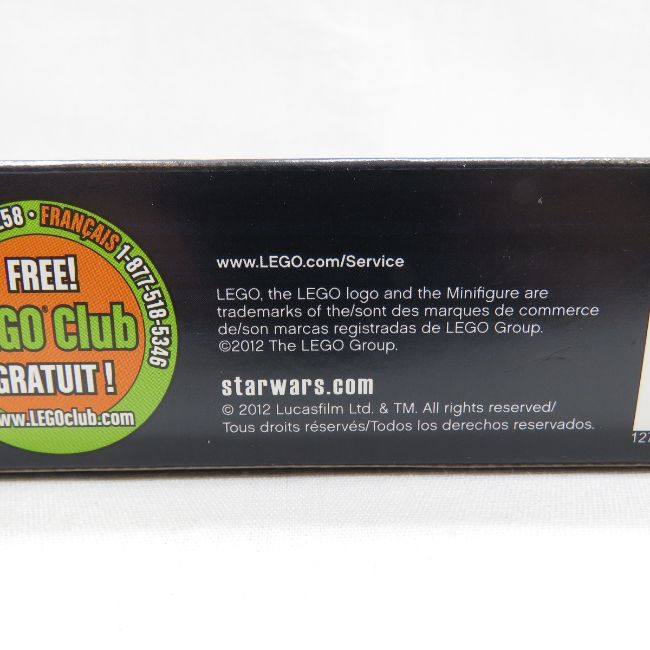 258 • FRANÇAIS 1-877-518-5346
FREE!
GO® Club
GRATUIT !
www.LEGOclub.com
www.LEGO.com/Service
LEGO, the LEGO logo and the Minifigure are
trademarks of the/sont des marques de commerce
de/son marcas registradas de LEGO Group.
©2012 The LEGO Group.
starwars.com
© 2012 Lucasfilm Ltd. & TM. All rights reserved/
Tous droits réservés/Todos los derechos reservados.
127